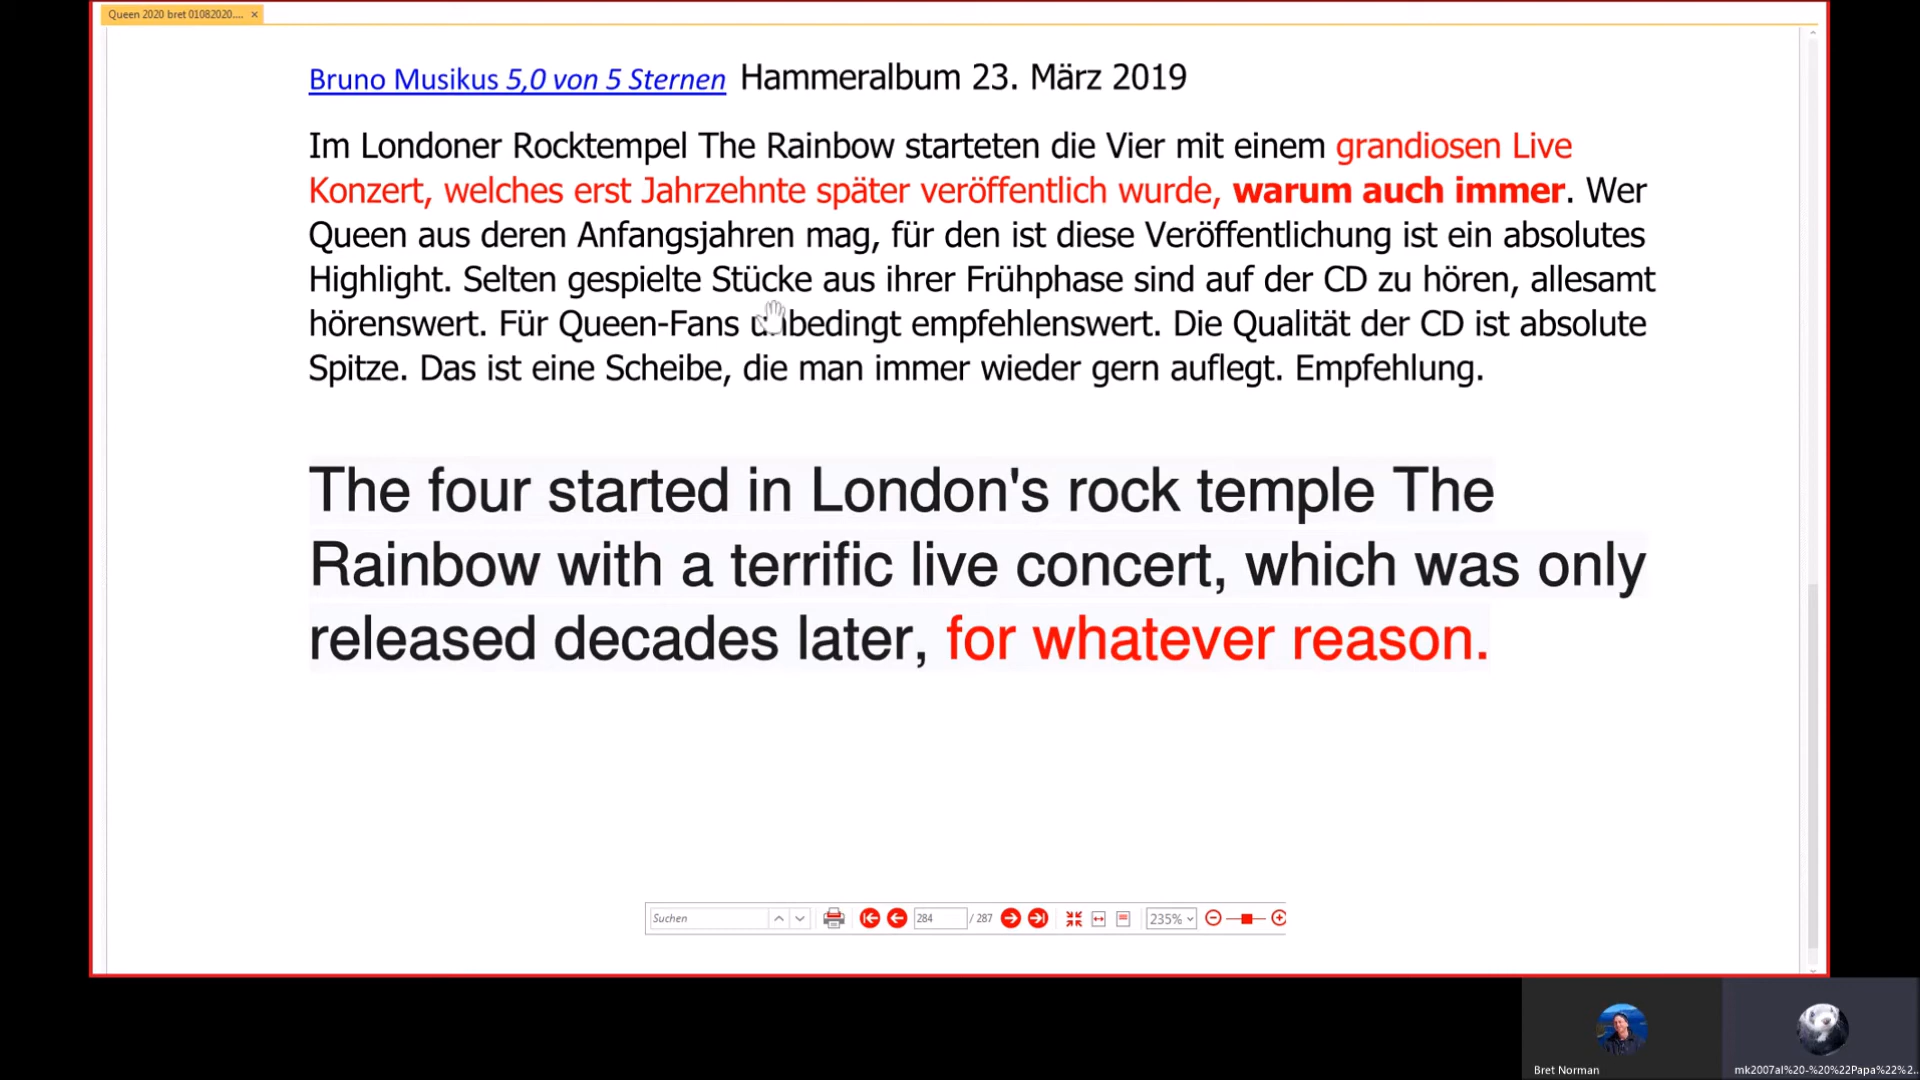 Queen 2020 bret 01082020.... ×
Bruno Musikus 5,0 von 5 Sternen Hammeralbum 23. März 2019
Im Londoner Rocktempel The Rainbow starteten die Vier mit einem grandiosen Live
Konzert, welches erst Jahrzehnte später veröffentlich wurde, warum auch immer. Wer
Queen aus deren Anfangsjahren mag, für den ist diese Veröffentlichung ist ein absolutes
Highlight. Selten gespielte Stücke aus ihrer Frühphase sind auf der CD zu hören, allesamt
hörenswert. Für Queen-Fans unbedingt empfehlenswert. Die Qualität der CD ist absolute
Spitze. Das ist eine Scheibe, die man immer wieder gern auflegt. Empfehlung.
The four started in London's rock temple The
Rainbow with a terrific live concert, which was only
released decades later, for whatever reason.
Suchen 284 / 287 235%
Bret Norman
mk2007al%20-%20%22Papa%22%2...